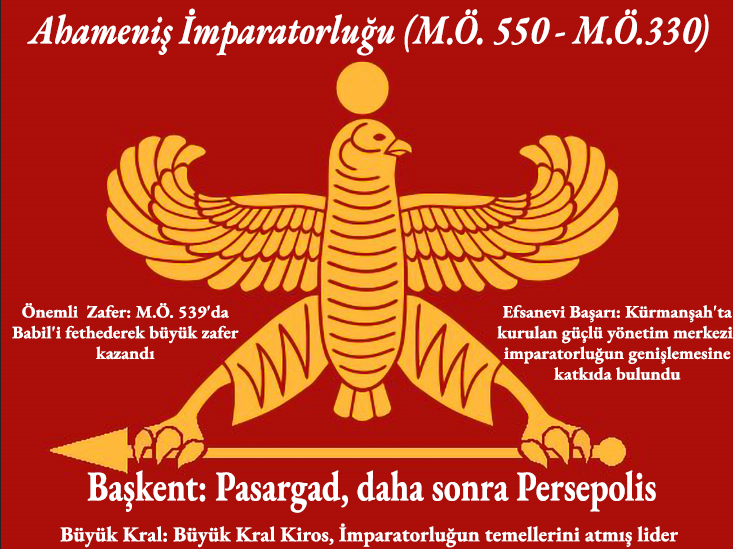 Ahameniş İmparatorluğu (M.Ö. 550 - M.Ö.330)
Önemli Zafer: M.Ö. 539'da
Babil'i fethederek büyük zafer
kazandı
Efsanevi Başarı: Kürmanşah'ta
kurulan güçlü yönetim merkezi
imparatorluğun genişlemesine
katkıda bulundu
Başkent: Pasargad, daha sonra Persepolis
Büyük Kral: Büyük Kral Kiros, İmparatorluğun temellerini atmış lider